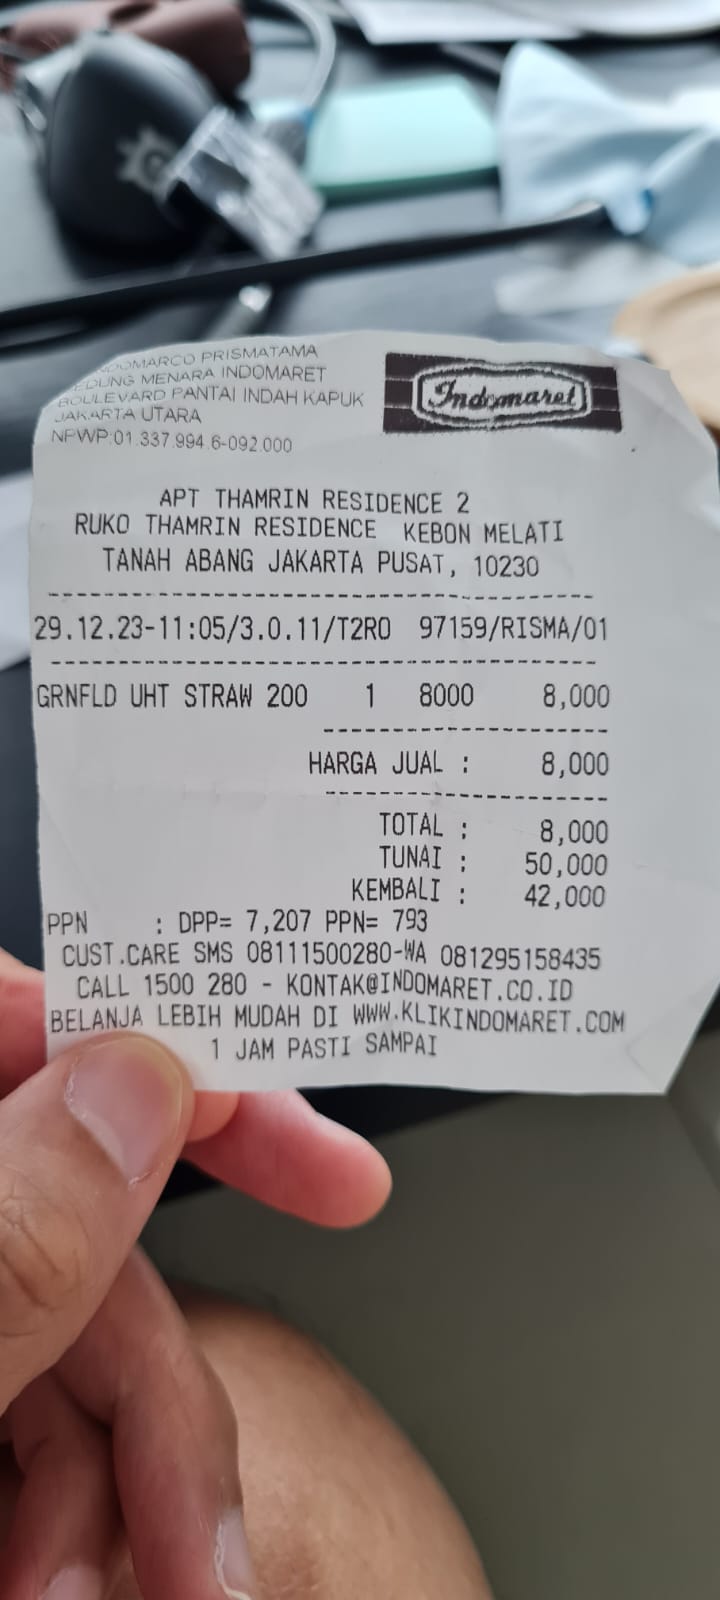 INDOMARCO PRISMATAMA
GEDUNG MENARA INDOMARET
BOULEVARD PANTAI INDAH KAPUK
JAKARTA UTARA
NPWP:01.337.994.6-092.000
Indomaret
APT THAMRIN RESIDENCE 2
RUKO THAMRIN RESIDENCE KEBON MELATI
TANAH ABANG JAKARTA PUSAT, 10230
29.12.23-11:05/3.0.11/T2RO 97159/RISMA/01
GRNFLD UHT STRAW 200 1 8000 8,000
HARGA JUAL : 8,000
TOTAL : 8,000
TUNAI : 50,000
KEMBALI : 42,000
PPN : DPP= 7,207 PPN= 793
CUST.CARE SMS 08111500280-WA 081295158435
CALL 1500 280 - KONTAK@INDOMARET.CO.ID
BELANJA LEBIH MUDAH DI WWW.KLIKINDOMARET.COM
1 JAM PASTI SAMPAI